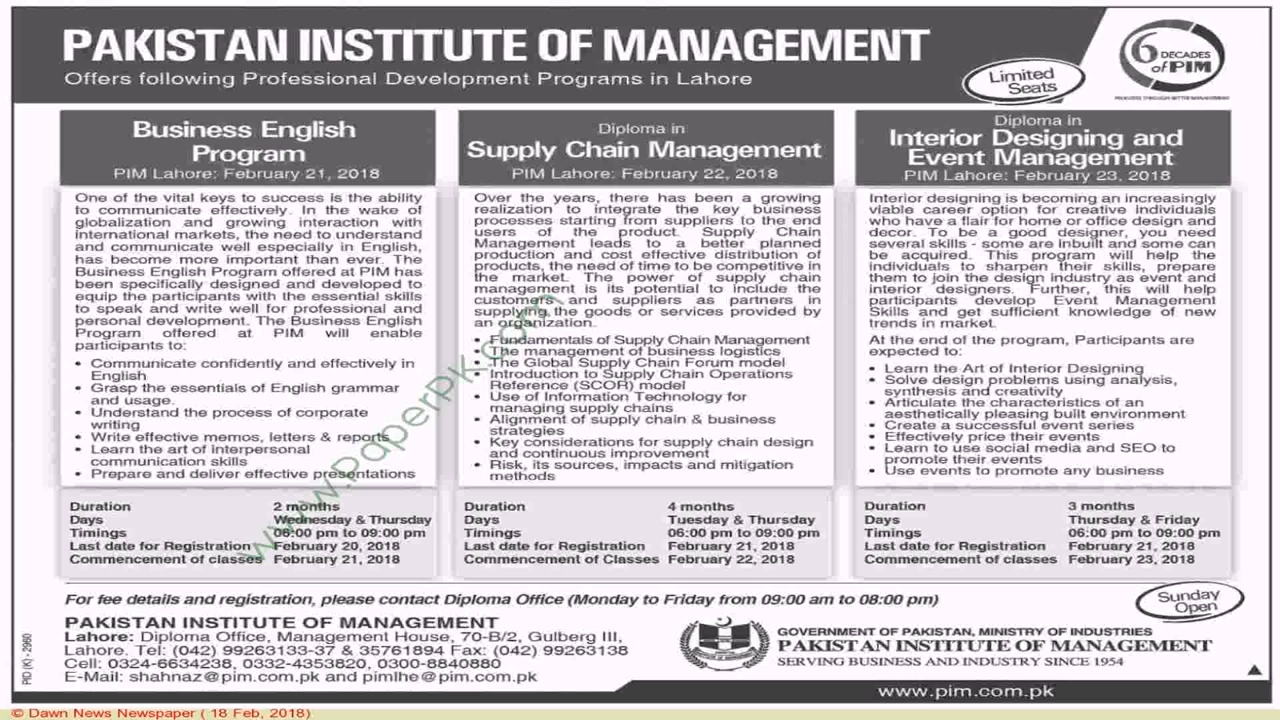 PAKISTAN INSTITUTE OF MANAGEMENT
Offers following Professional Development Programs in Lahore
Limited
Seats
6 DECADES
of PIM
Business English
Program
PIM Lahore: February 21, 2018
One of the vital keys to success is the ability
to communicate effectively. In the wake of
globalization and growing interaction with
international markets, the need to understand
and communicate well especially in English,
has become more important than ever. The
Business English Program offered at PIM has
been specifically designed and developed to
equip the participants with the essential skills
to speak and write well for professional and
personal development. The Business English
Program offered at PIM will enable
participants to:
• Communicate confidently and effectively in
English
• Grasp the essentials of English grammar
and usage.
• Understand the process of corporate
writing
• Write effective memos, letters & reports
• Learn the art of interpersonal
communication skills
• Prepare and deliver effective presentations
Duration 2 months
Days Wednesday & Thursday
Timings 06:00 pm to 09:00 pm
Last date for Registration February 20, 2018
Commencement of classes February 21, 2018
Diploma in
Supply Chain Management
PIM Lahore: February 22, 2018
Over the years, there has been a growing
realization to integrate the key business
processes starting from suppliers to the end
users of the product. Supply Chain
Management leads to a better planned
production and cost effective distribution of
products, the need of time to be competitive in
the market. The power of supply chain
management is its potential to include the
customers and suppliers as partners in
supplying the goods or services provided by
an organization.
• Fundamentals of Supply Chain Management
• The management of business logistics
• The Global Supply Chain Forum model
• Introduction to Supply Chain Operations
Reference (SCOR) model
• Use of Information Technology for
managing supply chains
• Alignment of supply chain & business
strategies
• Key considerations for supply chain design
and continuous improvement
• Risk, its sources, impacts and mitigation
methods
Duration 4 months
Days Tuesday & Thursday
Timings 06:00 pm to 09:00 pm
Last date for Registration February 21, 2018
Commencement of Classes February 22, 2018
Diploma in
Interior Designing and
Event Management
PIM Lahore: February 23, 2018
Interior designing is becoming an increasingly
viable career option for creative individuals
who have a flair for home or office design and
decor. To be a good designer, you need
several skills - some are inbuilt and some can
be acquired. This program will help the
individuals to sharpen their skills, prepare
them to join the design industry as event and
interior designers. Further, this will help
participants develop Event Management
Skills and get sufficient knowledge of new
trends in market.
At the end of the program, Participants are
expected to:
• Learn the Art of Interior Designing
• Solve design problems using analysis,
synthesis and creativity
• Articulate the characteristics of an
aesthetically pleasing built environment
• Create a successful event series
• Effectively price their events
• Learn to use social media and SEO to
promote their events
• Use events to promote any business
Duration 3 months
Days Thursday & Friday
Timings 06:00 pm to 09:00 pm
Last date for Registration February 21, 2018
Commencement of classes February 23, 2018
www.PaperPK.com
For fee details and registration, please contact Diploma Office (Monday to Friday from 09:00 am to 08:00 pm)
Sunday
Open
PAKISTAN INSTITUTE OF MANAGEMENT
Lahore: Diploma Office, Management House, 70-B/2, Gulberg III,
Lahore. Tel: (042) 99263133-37 & 35761894 Fax: (042) 99263138
Cell: 0324-6634238, 0332-4353820, 0300-8840880
E-Mail: shahnaz@pim.com.pk and pimlhe@pim.com.pk
PID (K) - 2960
GOVERNMENT OF PAKISTAN, MINISTRY OF INDUSTRIES
PAKISTAN INSTITUTE OF MANAGEMENT
SERVING BUSINESS AND INDUSTRY SINCE 1954
www.pim.com.pk
© Dawn News Newspaper ( 18 Feb, 2018)